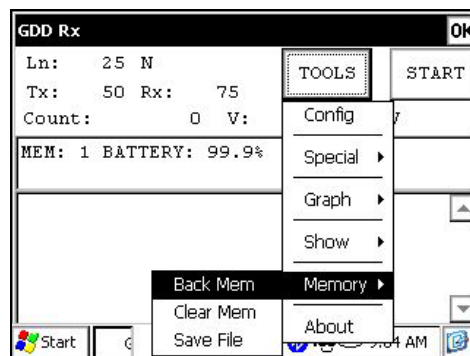 GDD Rx OK
Ln: 25 N
TOOLS START
Tx: 50 Rx: 75
Count: 0 V:
Config
MEM: 1 BATTERY: 99.9%
Special
Graph
Show
Back Mem Memory
Clear Mem
About
Save File
Start AM